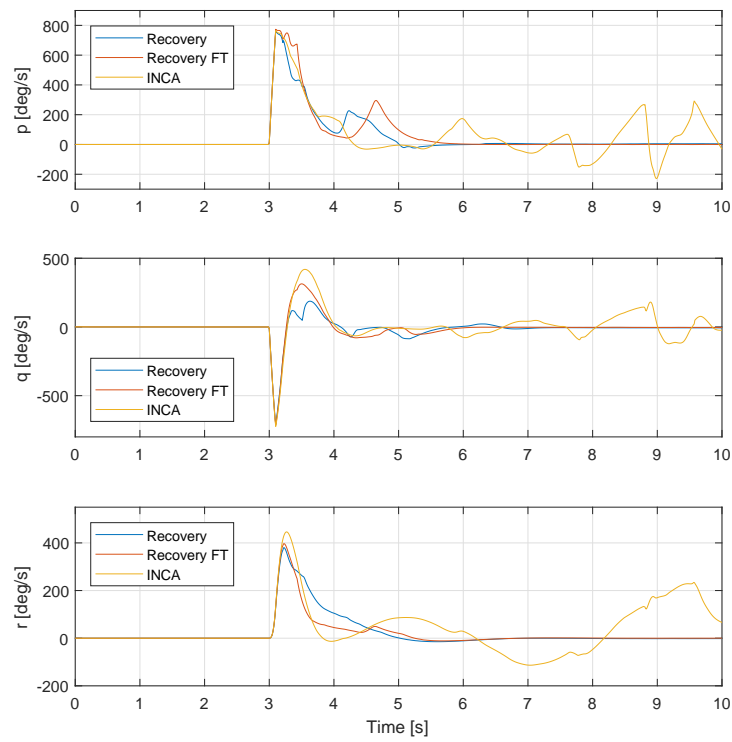 800
600
400
200
0
-200
p [deg/s]
Recovery
Recovery FT
INCA
0 1 2 3 4 5 6 7 8 9 10
500
0
-500
q [deg/s]
Recovery
Recovery FT
INCA
0 1 2 3 4 5 6 7 8 9 10
400
200
0
-200
r [deg/s]
Recovery
Recovery FT
INCA
0 1 2 3 4 5 6 7 8 9 10
Time [s]